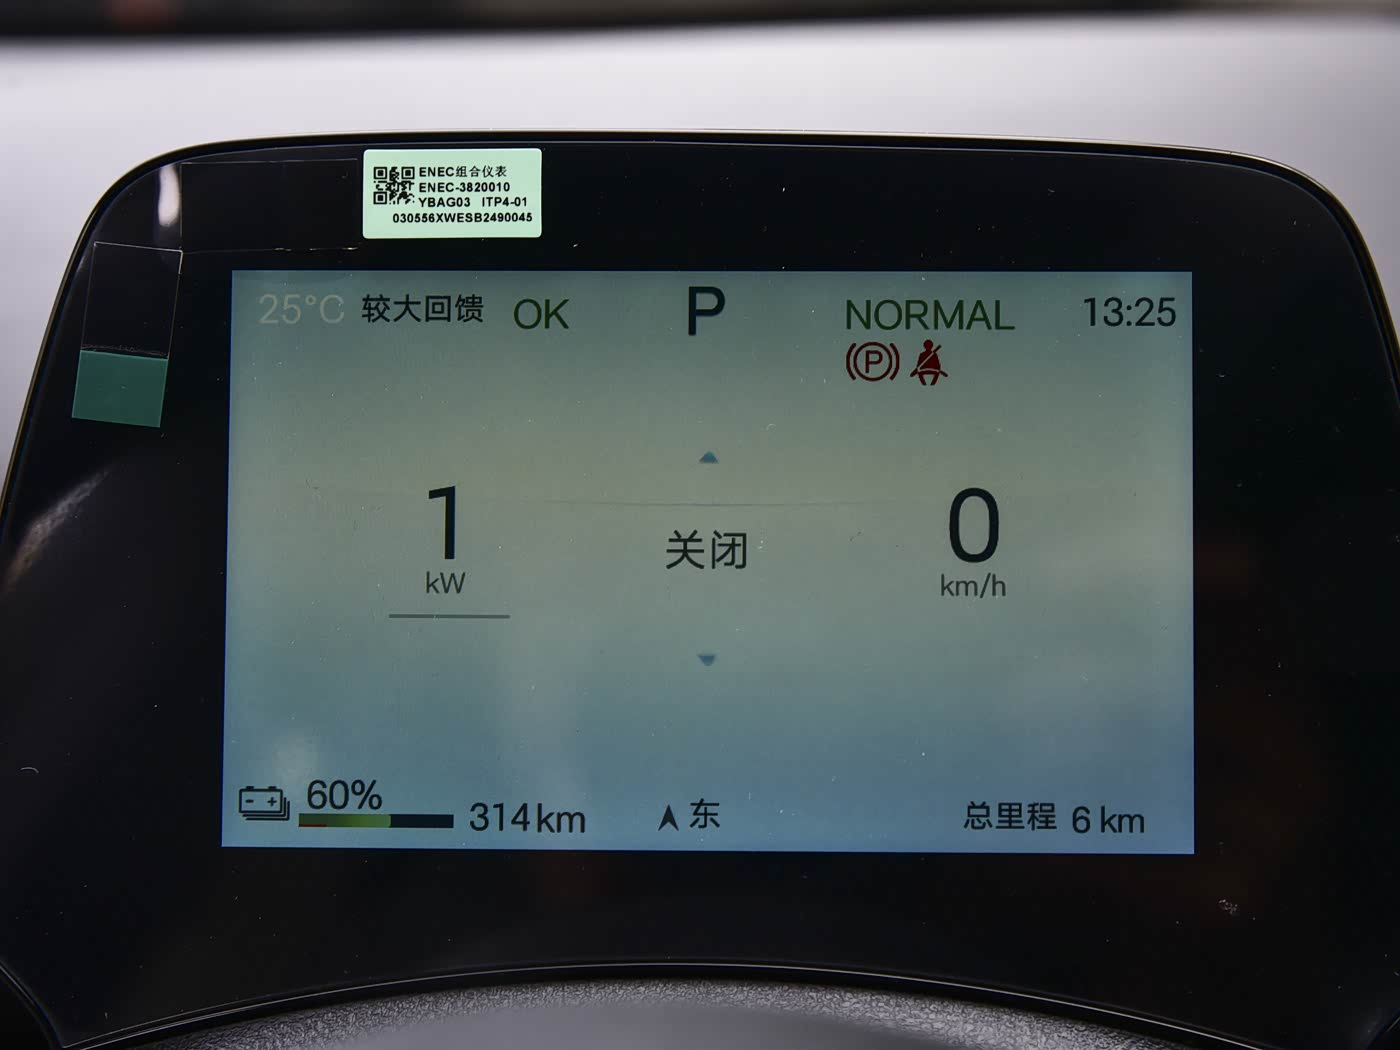 ENEC组合仪表
ENEC-3820010
YBAG03 ITP4-01
030556XWESB2490045
25°C 较大回馈 OK P NORMAL 13:25
P
1
kW
关闭
0
km/h
60%
314km
东
总里程 6 km